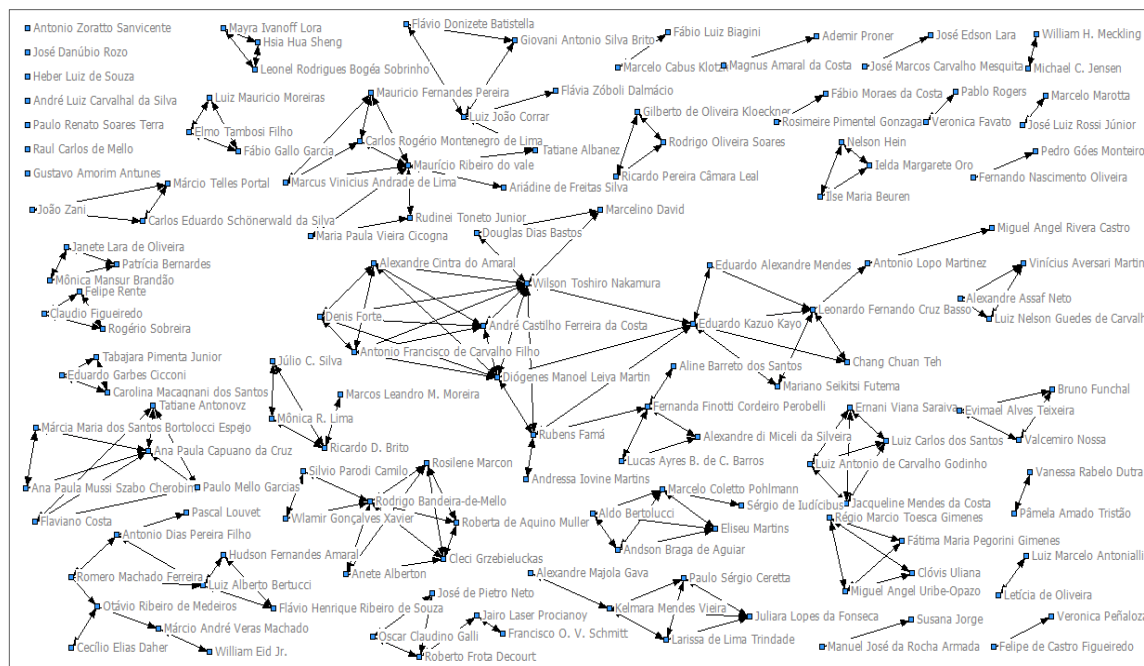 Antonio Zoratto Sanvicente
José Danúbio Rozo
Heber Luiz de Souza
André Luiz Carvalhal da Silva
Paulo Renato Soares Terra
Raul Carlos de Mello
Gustavo Amorim Antunes
Mayra Ivanoff Lora
Hsia Hua Sheng
Leonel Rodrigues Bogéa Sobrinho
Flávio Donizete Batistella
Giovani Antonio Silva Brito
Luiz João Corrar
Flávia Zóboli Dalmácio
Fábio Luiz Biagini
Marcelo Cabus Klotzle
Ademir Proner
Magnus Amaral da Costa
José Edson Lara
José Marcos Carvalho Mesquita
William H. Meckling
Michael C. Jensen
Luiz Mauricio Moreiras
Elmo Tambosi Filho
Fábio Gallo Garcia
Mauricio Fernandes Pereira
Carlos Rogério Montenegro de Lima
Tatiane Albanez
Maurício Ribeiro do vale
Marcus Vinicius Andrade de Lima
Ariádine de Freitas Silva
Rudinei Toneto Junior
Maria Paula Vieira Cicogna
Gilberto de Oliveira Kloeckner
Rodrigo Oliveira Soares
Ricardo Pereira Câmara Leal
Fábio Moraes da Costa
Rosimeire Pimentel Gonzaga
Pablo Rogers
Veronica Favato
Marcelo Marotta
José Luiz Rossi Júnior
Nelson Hein
Ielda Margarete Oro
Ilse Maria Beuren
Pedro Góes Monteiro
Fernando Nascimento Oliveira
Márcio Telles Portal
João Zani
Carlos Eduardo Schönerwald da Silva
Marcelino David
Douglas Dias Bastos
Miguel Angel Rivera Castro
Janete Lara de Oliveira
Patrícia Bernardes
Mônica Mansur Brandão
Felipe Rente
Claudio Figueiredo
Rogério Sobreira
Alexandre Cintra do Amaral
Wilson Toshiro Nakamura
Denis Forte
André Castilho Ferreira da Costa
Antonio Francisco de Carvalho Filho
Diógenes Manoel Leiva Martin
Eduardo Alexandre Mendes
Antonio Lopo Martinez
Leonardo Fernando Cruz Basso
Eduardo Kazuo Kayo
Chang Chuan Teh
Mariano Seikitsi Futema
Vinícius Aversari Martin
Alexandre Assaf Neto
Luiz Nelson Guedes de Carvalh
Tabajara Pimenta Junior
Eduardo Garbes Cicconi
Carolina Macagnani dos Santos
Júlio C. Silva
Mônica R. Lima
Marcos Leandro M. Moreira
Ricardo D. Brito
Aline Barreto dos Santos
Fernanda Finotti Cordeiro Perobelli
Rubens Famá
Alexandre di Miceli da Silveira
Lucas Ayres B. de C. Barros
Andressa Iovine Martins
Ernani Viana Saraiva
Luiz Carlos dos Santos
Luiz Antonio de Carvalho Godinho
Jacqueline Mendes da Costa
Bruno Funchal
Evimael Alves Teixeira
Valcemiro Nossa
Tatiane Antonovz
Márcia Maria dos Santos Bortolocci Espejo
Ana Paula Capuano da Cruz
Ana Paula Mussi Szabo Cherobim
Paulo Mello Garcias
Flaviano Costa
Silvio Parodi Camilo
Rosilene Marcon
Rodrigo Bandeira-de-Mello
Wlamir Gonçalves Xavier
Roberta de Aquino Muller
Cleci Grzebieluckas
Anete Alberton
Marcelo Coletto Pohlmann
Sérgio de Iudícibus
Aldo Bertolucci
Eliseu Martins
Andson Braga de Aguiar
Vanessa Rabelo Dutra
Pâmela Amado Tristão
Régio Marcio Toesca Gimenes
Fátima Maria Pegorini Gimenes
Clóvis Uliana
Miguel Angel Uribe-Opazo
Luiz Marcelo Antonialli
Letícia de Oliveira
Pascal Louvet
Antonio Dias Pereira Filho
Hudson Fernandes Amaral
Romero Machado Ferreira
Luiz Alberto Bertucci
Flávio Henrique Ribeiro de Souza
Otávio Ribeiro de Medeiros
Márcio André Veras Machado
Cecílio Elias Daher
William Eid Jr.
José de Pietro Neto
Jairo Laser Procianoy
Oscar Claudino Galli
Francisco O. V. Schmitt
Roberto Frota Decourt
Alexandre Majola Gava
Paulo Sérgio Ceretta
Kelmara Mendes Vieira
Juliara Lopes da Fonseca
Larissa de Lima Trindade
Susana Jorge
Manuel José da Rocha Armada
Veronica Peñaloza
Felipe de Castro Figueiredo